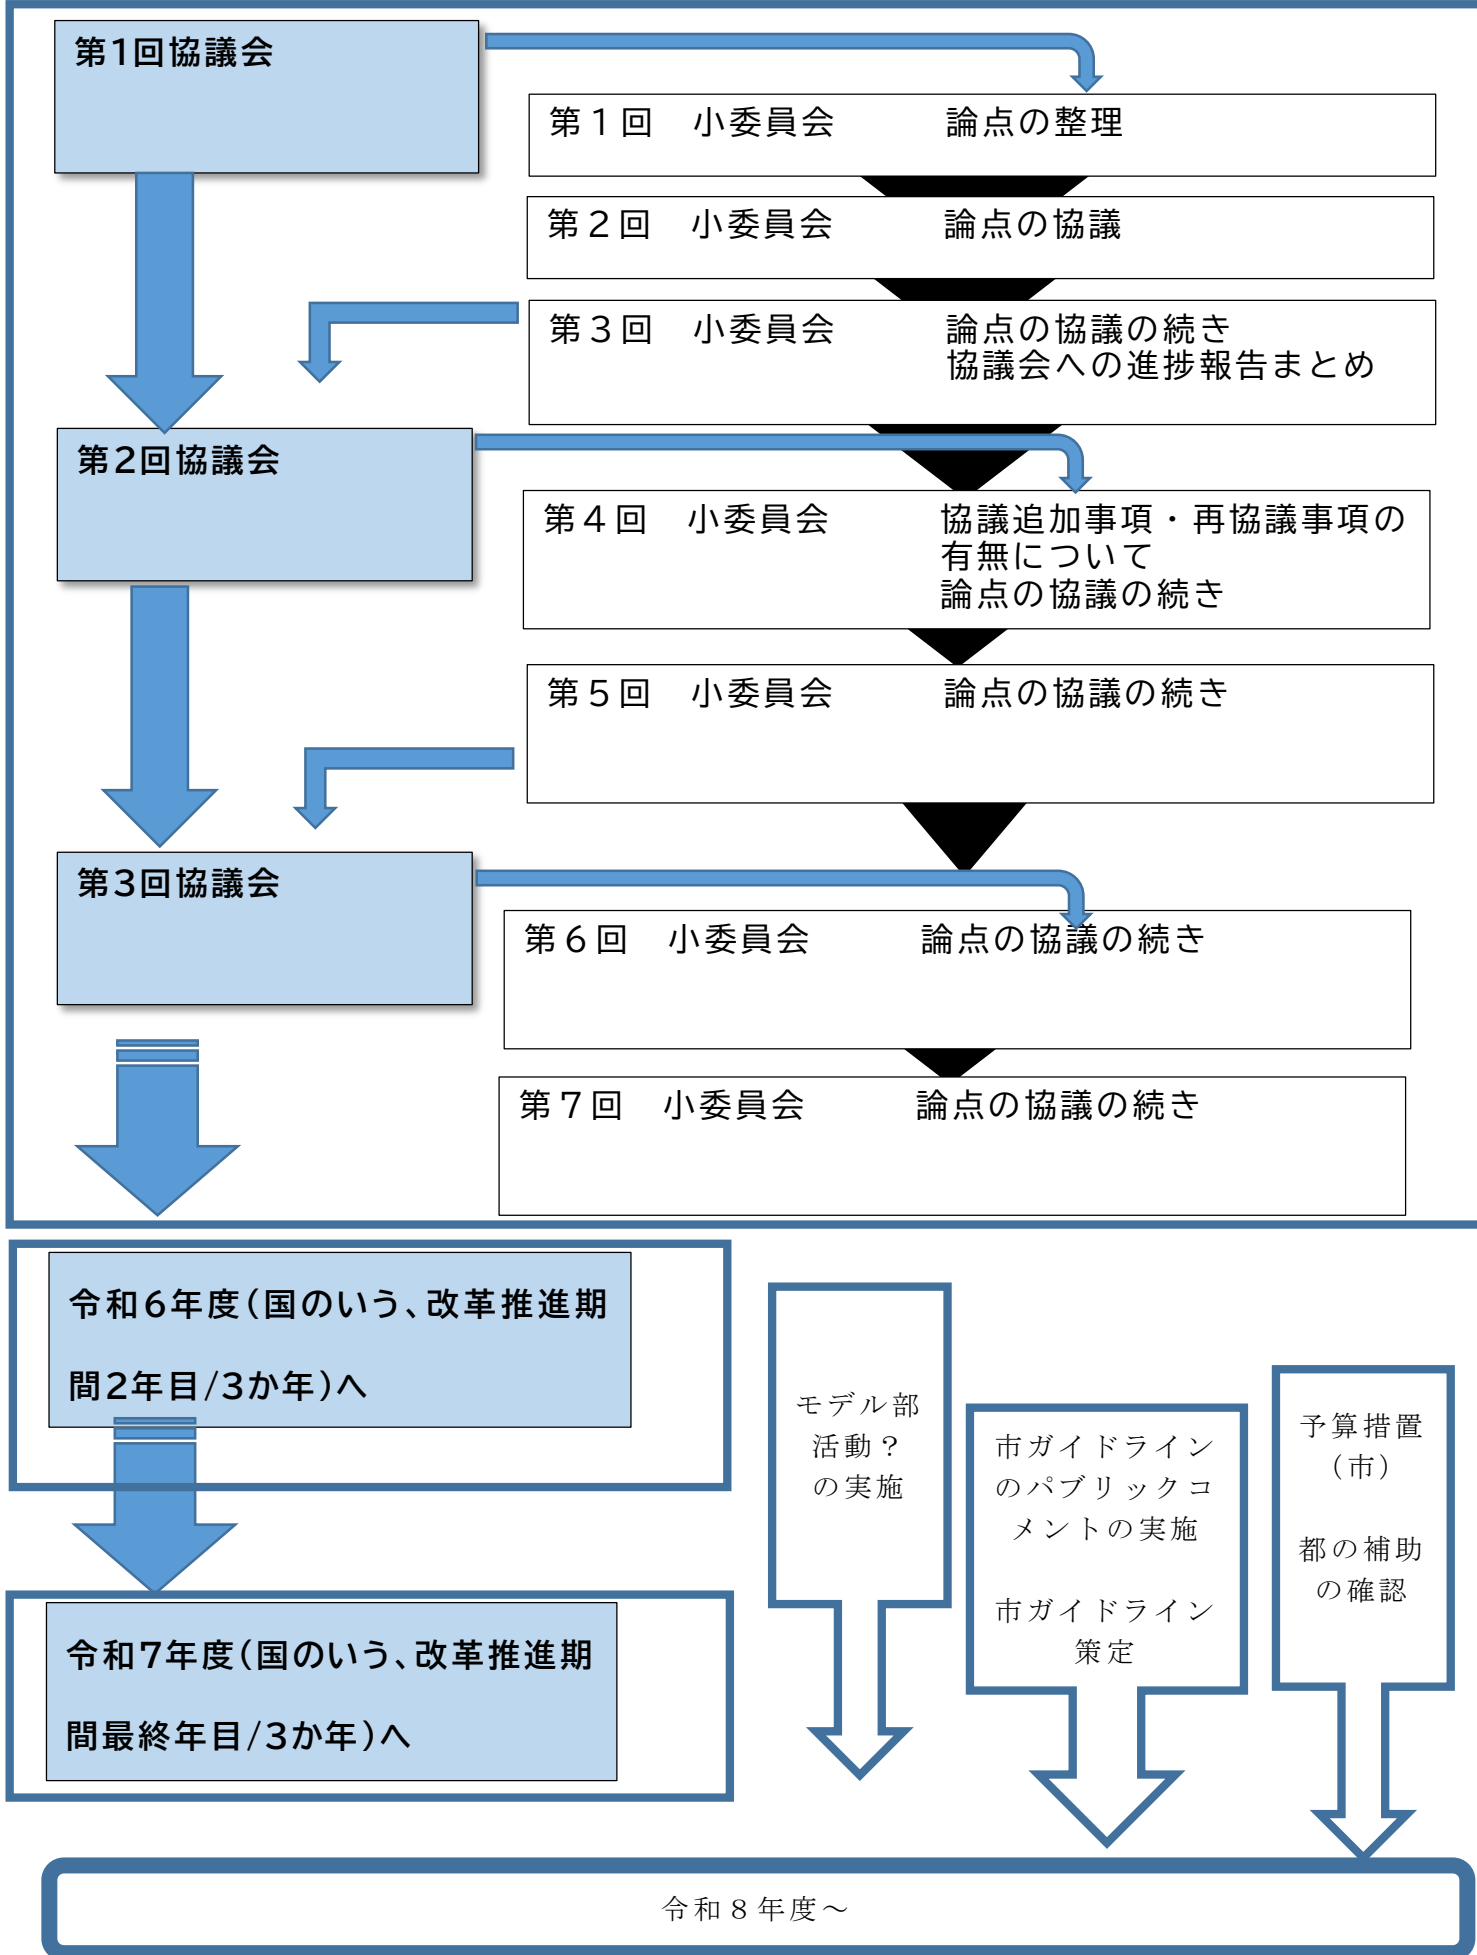 第1回協議会
第１回　小委員会　　　論点の整理
第２回　小委員会　　　論点の協議
第３回　小委員会　　　論点の協議の続き
協議会への進捗報告まとめ
第2回協議会
第４回　小委員会　　　協議追加事項・再協議事項の
有無について
論点の協議の続き
第５回　小委員会　　　論点の協議の続き
第3回協議会
第６回　小委員会　　　論点の協議の続き
第７回　小委員会　　　論点の協議の続き
令和6年度(国のいう、改革推進期
間2年目/3か年)へ
令和7年度(国のいう、改革推進期
間最終年目/3か年)へ
モデル部
活動？
の実施
市ガイドライン
のパブリックコ
メントの実施
市ガイドライン
策定
予算措置
（市）
都の補助
の確認
令和８年度～